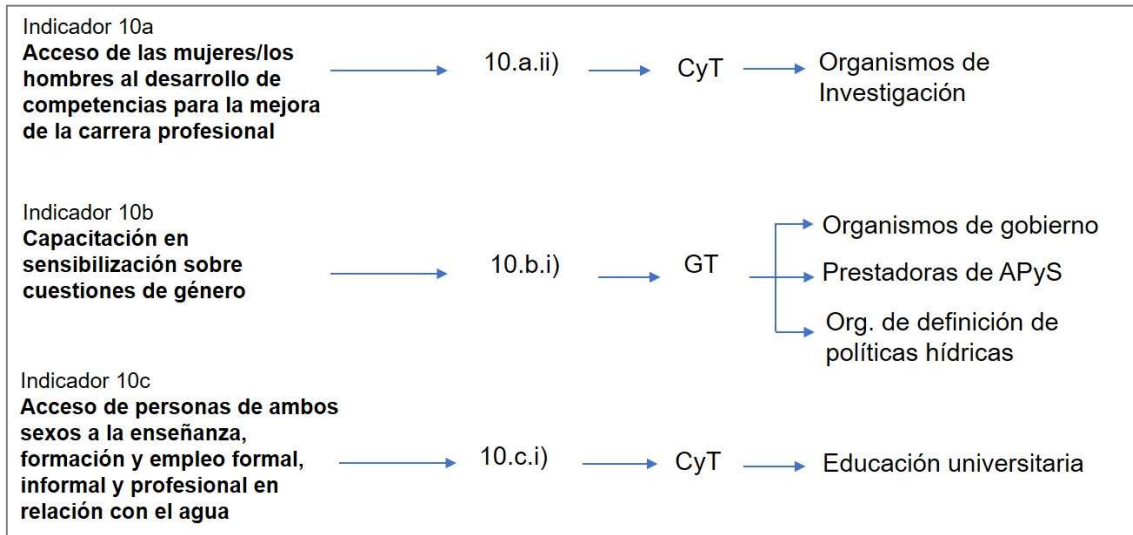 Indicador 10a
Acceso de las mujeres/los
hombres al desarrollo de
competencias para la mejora
de la carrera profesional
10.a.ii)
CyT
Organismos de
Investigación
Indicador 10b
Capacitación en
sensibilización sobre
cuestiones de género
10.b.i)
GT
Organismos de gobierno
Prestadoras de APyS
Org. de definición de
políticas hídricas
Indicador 10c
Acceso de personas de ambos
sexos a la enseñanza,
formación y empleo formal,
informal y profesional en
relación con el agua
10.c.i)
CyT
Educación universitaria